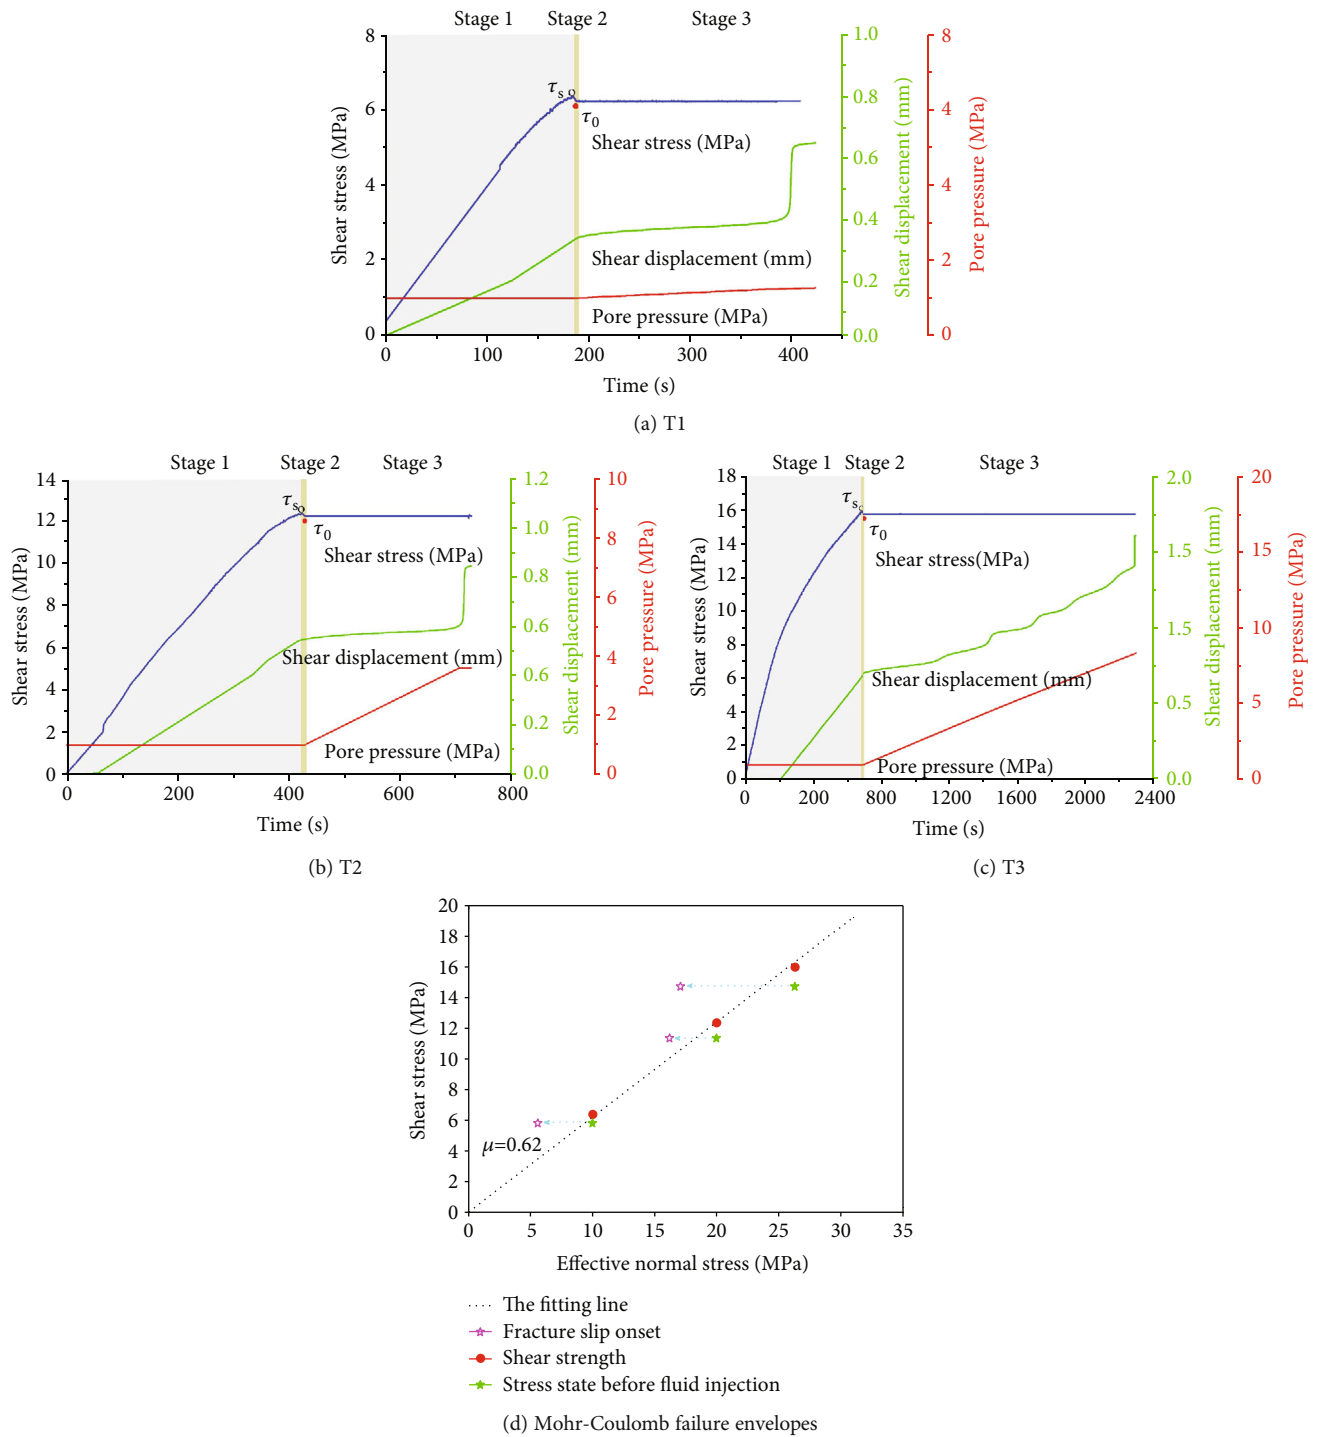 Stage 1 Stage 2 Stage 3
8 6 4 2 0
Shear stress (MPa)
τs
τ0
Shear stress (MPa)
Shear displacement (mm)
Pore pressure (MPa)
1.0 0.8 0.6 0.4 0.2 0.0
Shear displacement (mm)
8 4 4 2 0
Pore pressure (MPa)
0 100 200 300 400
Time (s)
(a) T1
Stage 1 Stage 2 Stage 3
14 12 10 8 6 4 2 0
Shear stress (MPa)
τs
τ0
Shear stress (MPa)
Shear displacement (mm)
Pore pressure (MPa)
1.2 1.0 0.8 0.6 0.6 0.2 0.0
Shear displacement (mm)
10 8 6 4 2 0
Pore pressure (MPa)
0 200 400 600 800
Time (s)
(b) T2
Stage 1 Stage 2 Stage 3
18 16 14 12 10 8 6 4 2 0
Shear stress (MPa)
τs
τ0
Shear stress(MPa)
Shear displacement (mm)
Pore pressure (MPa)
2.0 1.5 1.5 0.5 0.0
Shear displacement (mm)
20 15 10 5 0
Pore pressure (MPa)
0 200 800 1200 1600 2000 2400
Time (s)
(c) T3
20 18 16 14 12 10 8 6 4 2 0
Shear stress (MPa)
μ=0.62
0 5 10 15 20 30 35
Effective normal stress (MPa)
The fitting line
Fracture slip onset
Shear strength
Stress state before fluid injection
(d) Mohr-Coulomb failure envelopes